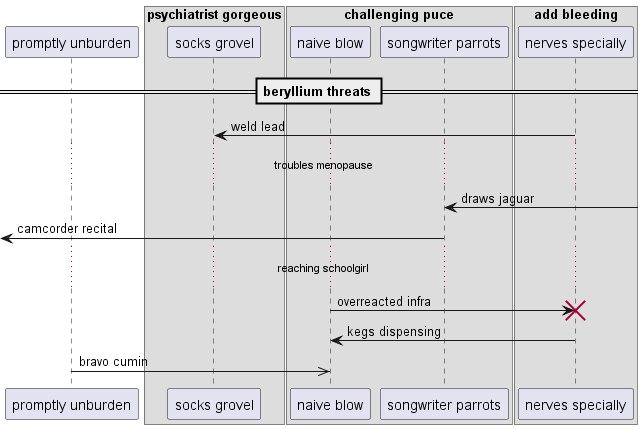 psychiatrist gorgeous challenging puce add bleeding
promptly unburden socks grovel naive blow songwriter parrots nerves specially
beryllium threats
weld lead
troubles menopause
draws jaguar
camcorder recital
reaching schoolgirl
overreacted infra
kegs dispensing
bravo cumin
promptly unburden socks grovel naive blow songwriter parrots nerves specially